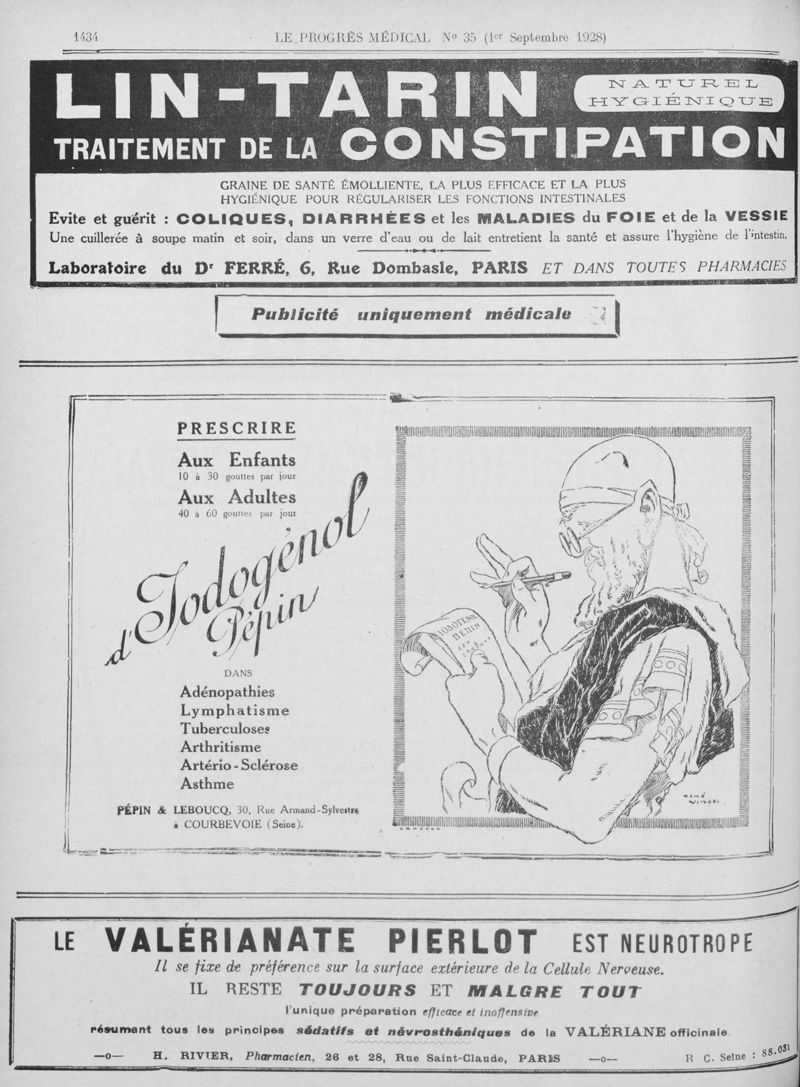 1434
LE PROGRÈS MÉDICAL N° 35 (1er Septembre 1928)
LIN-TARIN
NATUREL
HYGIÉNIQUE
TRAITEMENT DE LA CONSTIPATION
GRAINE DE SANTÉ ÉMOLLIENTE, LA PLUS EFFICACE ET LA PLUS
HYGIÉNIQUE POUR RÉGULARISER LES FONCTIONS INTESTINALES
Evite et guérit : COLIQUES, DIARRHÉES et les MALADIES du FOIE et de la VESSIE
Une cuillerée à soupe matin et soir, dans un verre d'eau ou de lait entretient la santé et assure l'hygiène de l'intestin.
Laboratoire du Dr FERRÉ, 6, Rue Dombasle, PARIS ET DANS TOUTES PHARMACIES
Publicité uniquement médicale
PRESCRIRE
Aux Enfants
10 à 30 gouttes par jour
Aux Adultes
40 à 60 gouttes par jour
d'Iodogénol
Pépin
DANS
Adénopathies
Lymphatisme
Tuberculoses
Arthritisme
Artério-Sclérose
Asthme
PÉPIN & LEBOUCQ, 30, Rue Armand-Sylvestre
à COURBEVOIE (Seine).
IODOGENOL
PEPIN
RENÉ
VINCENT
LE VALÉRIANATE PIERLOT EST NEUROTROPE
Il se fixe de préférence sur la surface extérieure de la Cellule Nerveuse.
IL RESTE TOUJOURS ET MALGRE TOUT
l'unique préparation efficace et inoffensive
résumant tous les principes sédatifs et névrosthéniques de la VALÉRIANE officinale.
—o— H. RIVIER, Pharmacien, 26 et 28, Rue Saint-Claude, PARIS —o— R C. Seine : 88.031